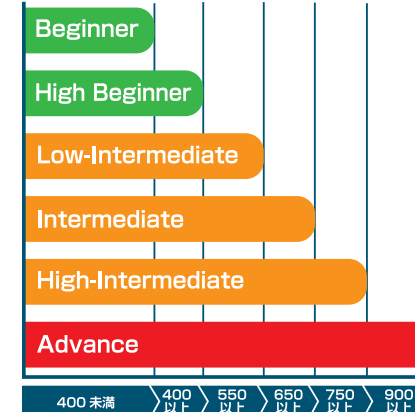 Beginner
High Beginner
Low-Intermediate
Intermediate
High-Intermediate
Advance
400 未満
400
以上
550
以上
650
以上
750
以上
900
以上